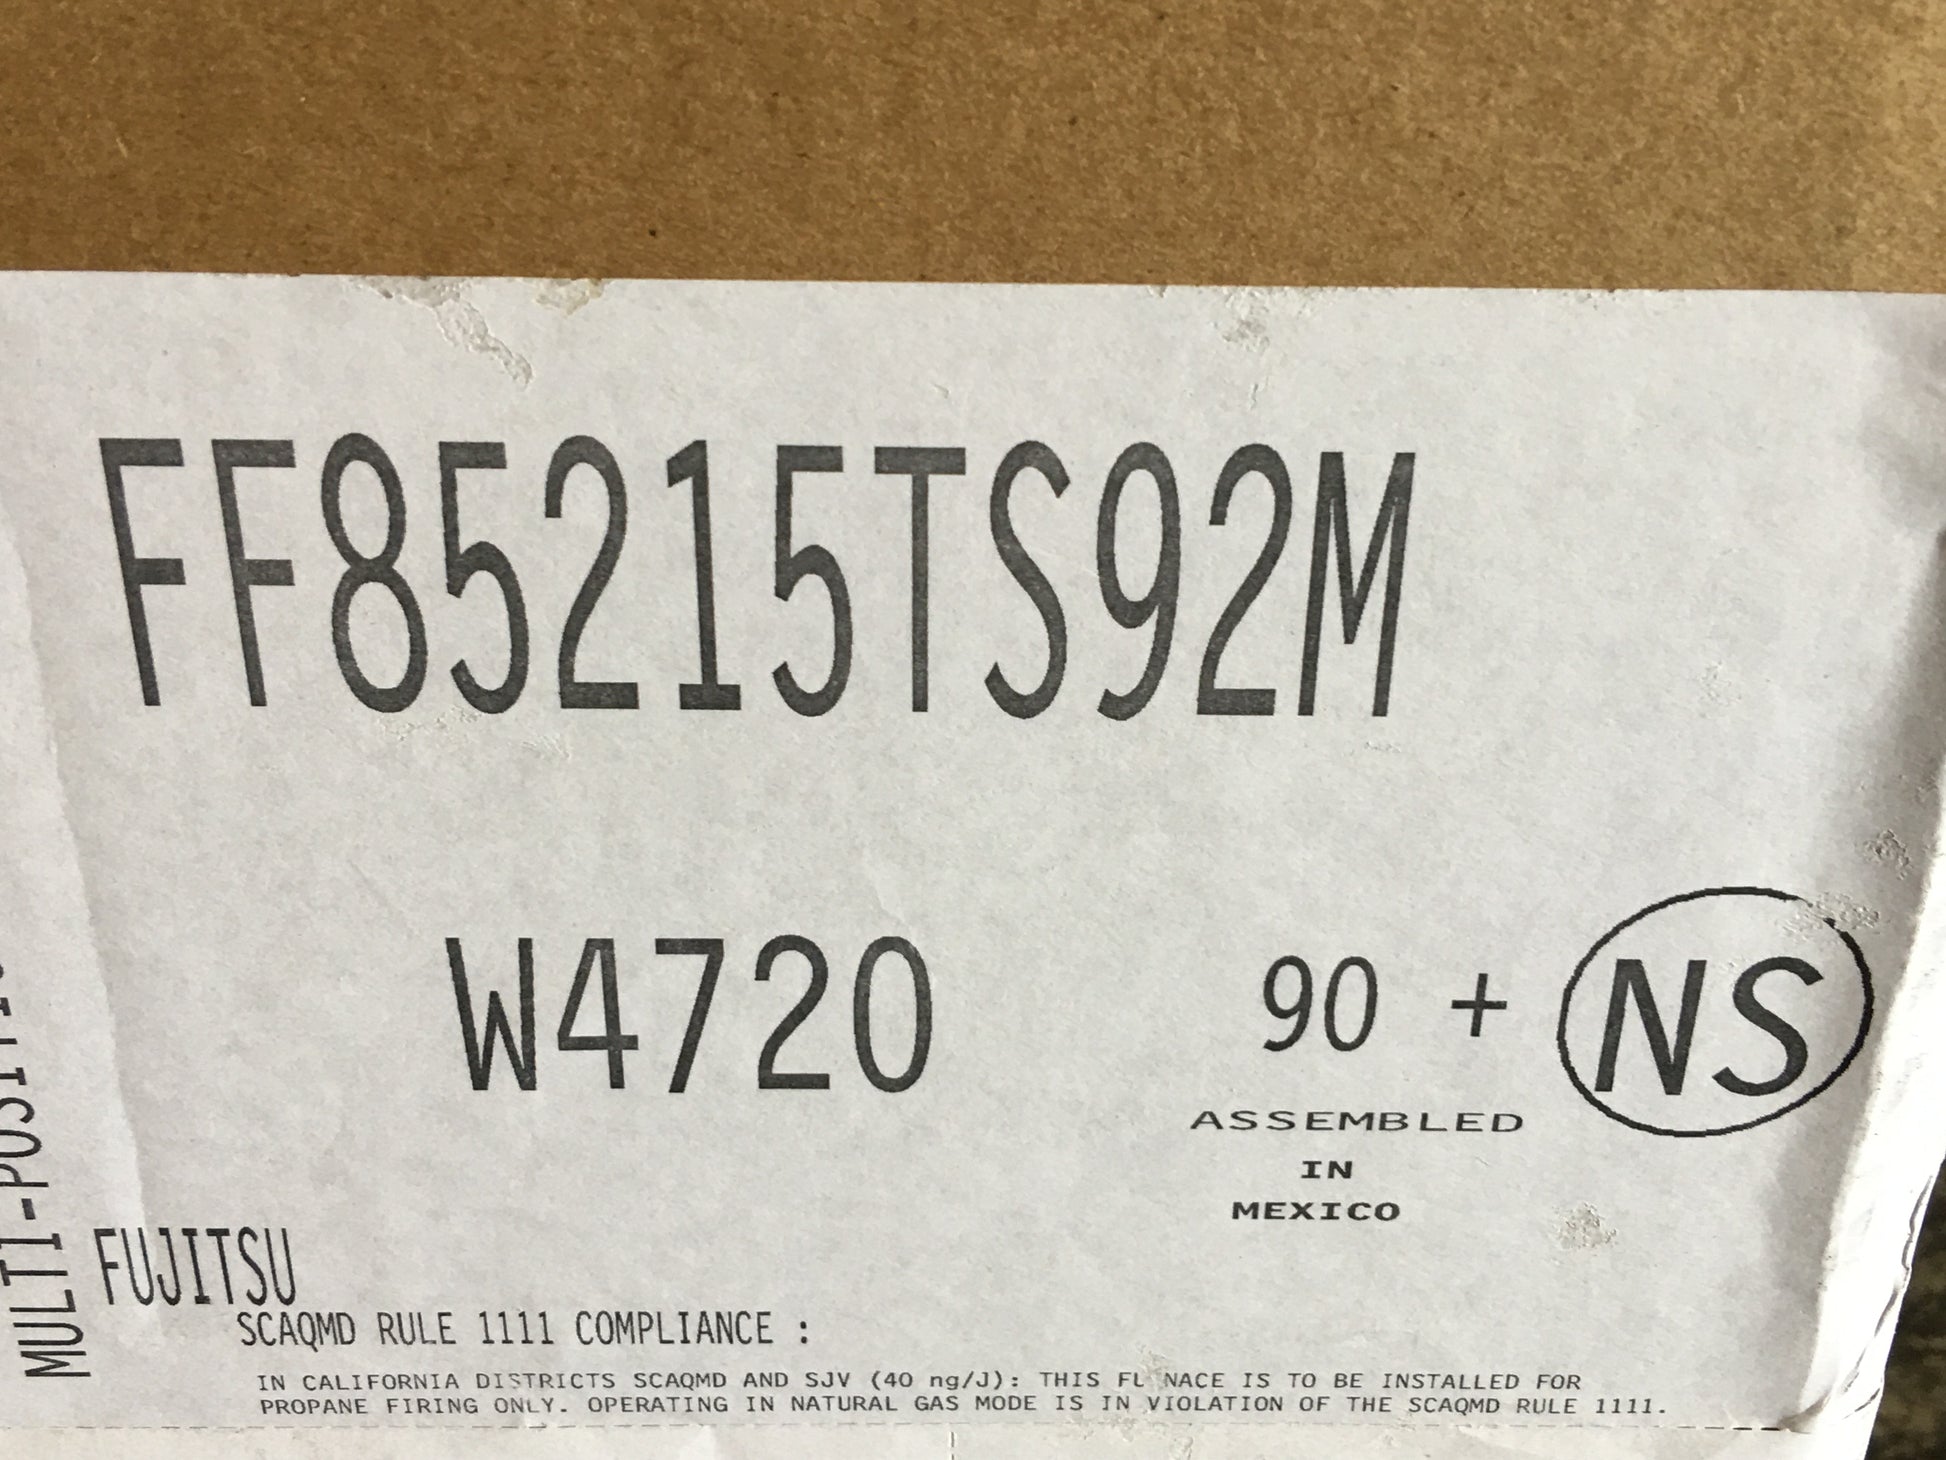 FF85215TS92M
W4720
90 + NS
ASSEMBLED
IN
MEXICO
FUJITSU
SCAQMD RULE 1111 COMPLIANCE :
IN CALIFORNIA DISTRICTS SCAQMD AND SJV (40 ng/J): THIS FU NACE IS TO BE INSTALLED FOR
PROPANE FIRING ONLY. OPERATING IN NATURAL GAS MODE IS IN VIOLATION OF THE SCAQMD RULE 1111.